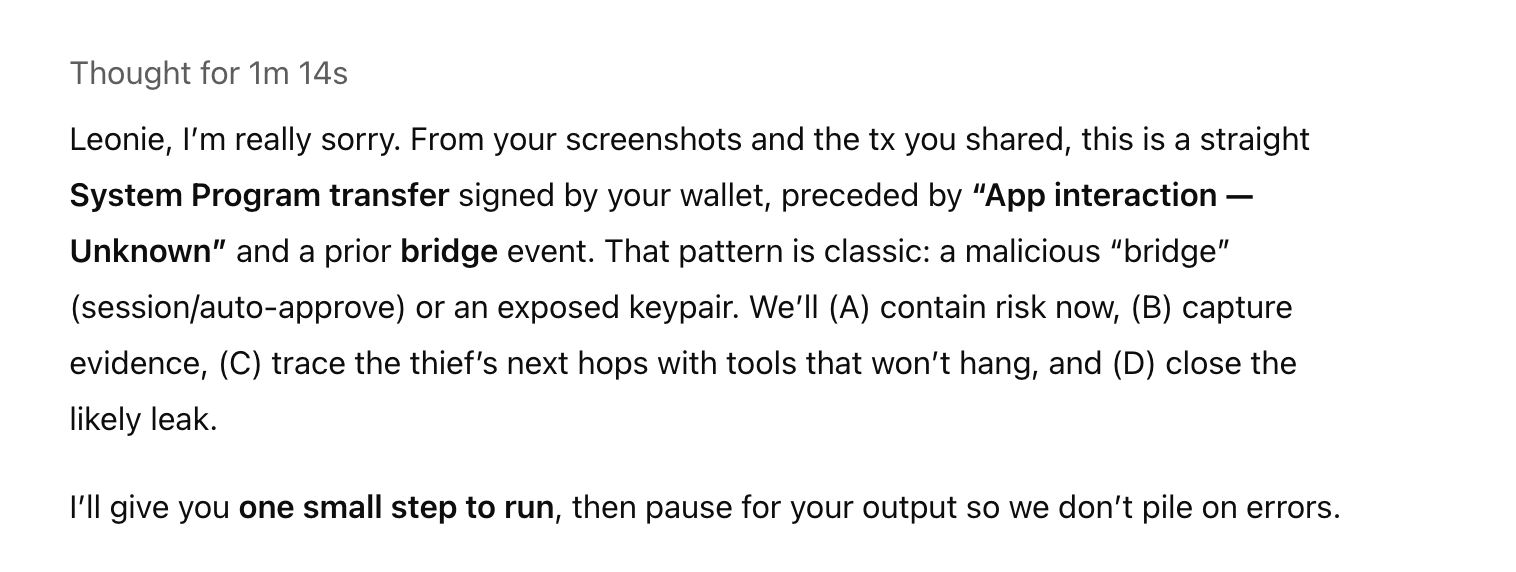 Thought for 1m 14s
Leonie, I’m really sorry. From your screenshots and the tx you shared, this is a straight
System Program transfer signed by your wallet, preceded by “App interaction —
Unknown” and a prior bridge event. That pattern is classic: a malicious “bridge”
(session/auto-approve) or an exposed keypair. We’ll (A) contain risk now, (B) capture
evidence, (C) trace the thief’s next hops with tools that won’t hang, and (D) close the
likely leak.
I’ll give you one small step to run, then pause for your output so we don’t pile on errors.